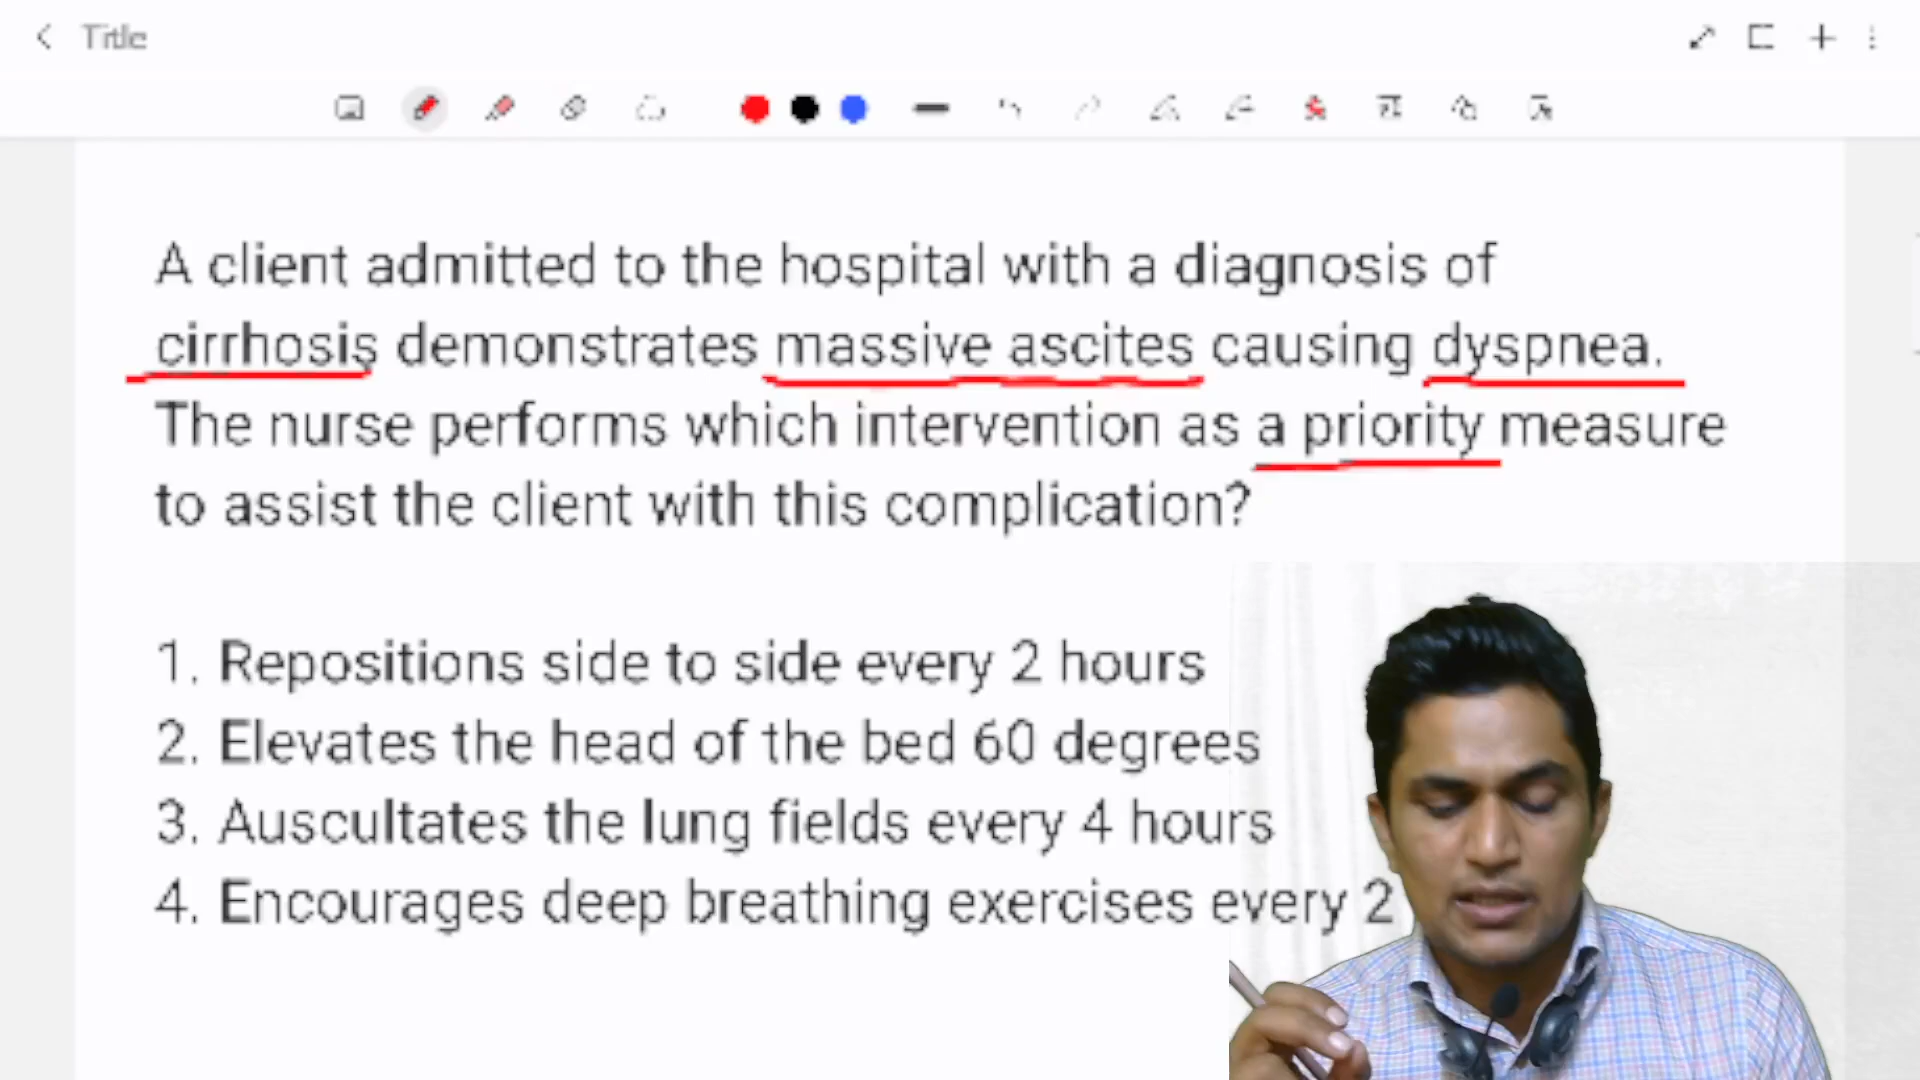 Title
A client admitted to the hospital with a diagnosis of
cirrhosis demonstrates massive ascites causing dyspnea.
The nurse performs which intervention as a priority measure
to assist the client with this complication?
1. Repositions side to side every 2 hours
2. Elevates the head of the bed 60 degrees
3. Auscultates the lung fields every 4 hours
4. Encourages deep breathing exercises every 2